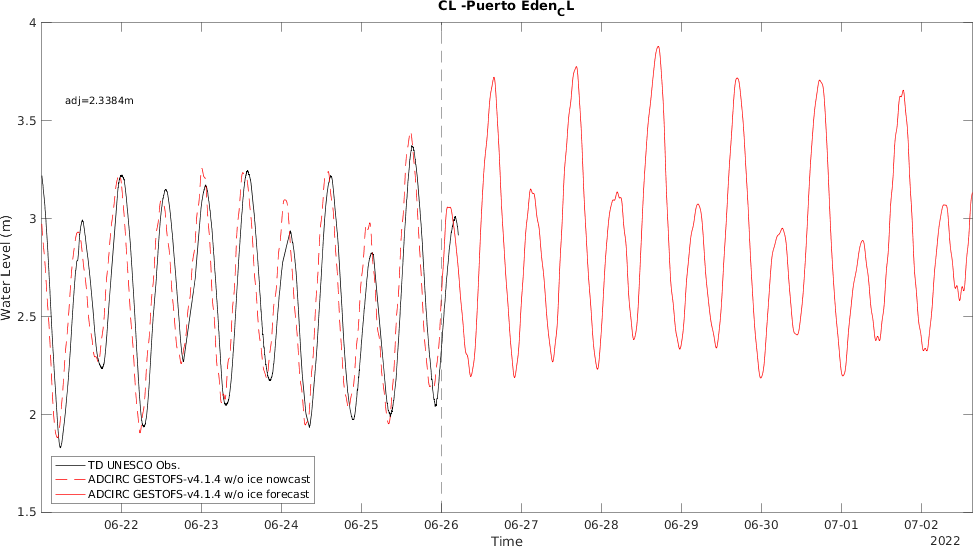 CL -Puerto Eden_CL
4
adj=2.3384m
3.5
3
Water Level (m)
2.5
2
TD UNESCO Obs.
ADCIRC GESTOFS-v4.1.4 w/o ice nowcast
ADCIRC GESTOFS-v4.1.4 w/o ice forecast
1.5
06-22 06-23 06-24 06-25 06-26 06-27 06-28 06-29 06-30 07-01 07-02
Time
2022